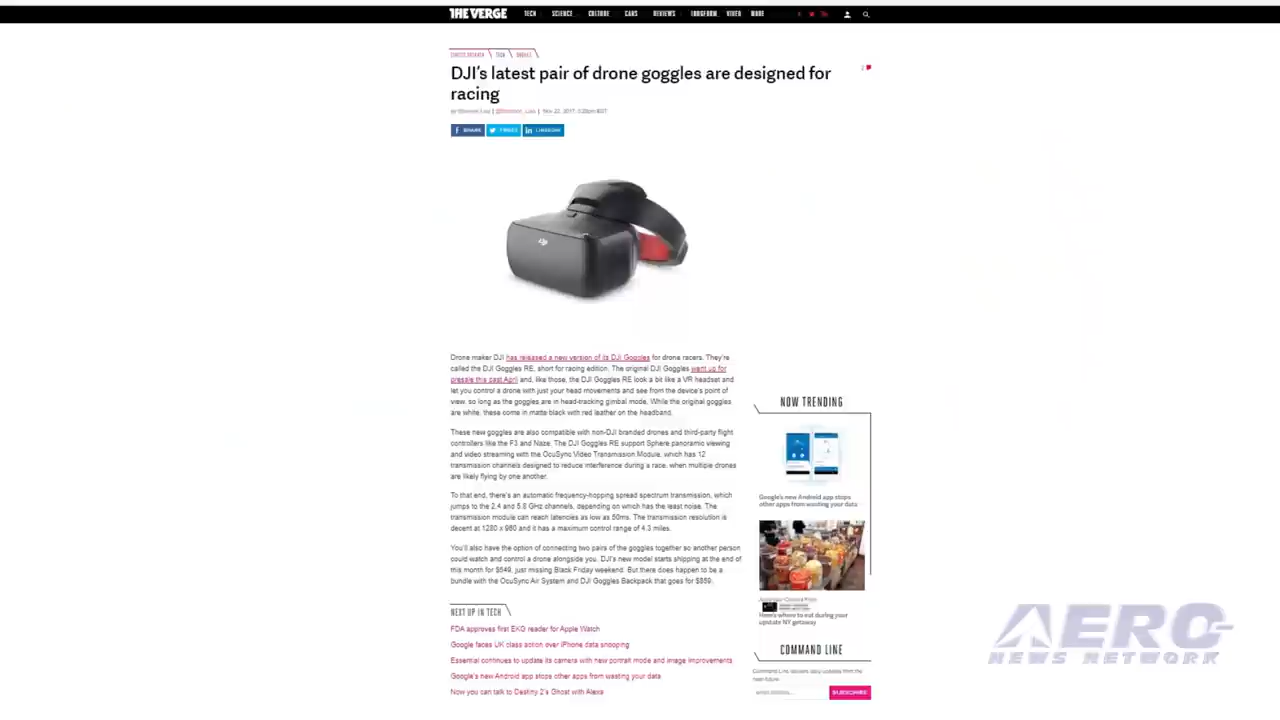 THE VERGE
TECH SCIENCE CULTURE CARS REVIEWS LONGFORM VIDEO MORE
TECH
DJI's latest pair of drone goggles are designed for
racing
SHARE TWEET LINKEDIN
Drone maker DJI has released a new version of its DJI Goggles for drone racers. They're
called the DJI Goggles RE, short for racing edition. The original DJI Goggles went up for
presale this past April and, like those, the DJI Goggles RE look a bit like a VR headset and
let you control a drone with just your head movements and see from the device's point of
view, so long as the goggles are in head-tracking gimbal mode. While the original goggles
are white, these come in matte black with red leather on the headband.
These new goggles are also compatible with non-DJI branded drones and third-party flight
controllers like the F3 and Naze. The DJI Goggles RE support Sphere panoramic viewing
and video streaming with the OcuSync Video Transmission Module, which has 12
transmission channels designed to reduce interference during a race, when multiple drones
are likely flying by one another.
To that end, there's an automatic frequency-hopping spread spectrum transmission, which
jumps to the 2.4 and 5.8 GHz channels, depending on which has the least noise. The
transmission module can reach latencies as low as 50ms. The transmission resolution is
decent at 1280 x 960 and it has a maximum control range of 4.3 miles.
You'll also have the option of connecting two pairs of the goggles together so another person
could watch and control a drone alongside you. DJI's new model starts shipping at the end of
this month for $549, just missing Black Friday weekend. But there does happen to be a
bundle with the OcuSync Air System and DJI Goggles Backpack that goes for $859.
NEXT UP IN TECH
FDA approves first EKG reader for Apple Watch
Google faces UK class action over iPhone data snooping
Essential continues to update its camera with new portrait mode and image improvements
Google's new Android app stops other apps from wasting your data
Now you can talk to Destiny 2's Ghost with Alexa
NOW TRENDING
Google's new Android app stops
other apps from wasting your data
Here's where to eat during your
upstate NY getaway
COMMAND LINE
Command Line delivers daily updates from the
near-future.
SUBSCRIBE
AERO
NEWS NETWORK